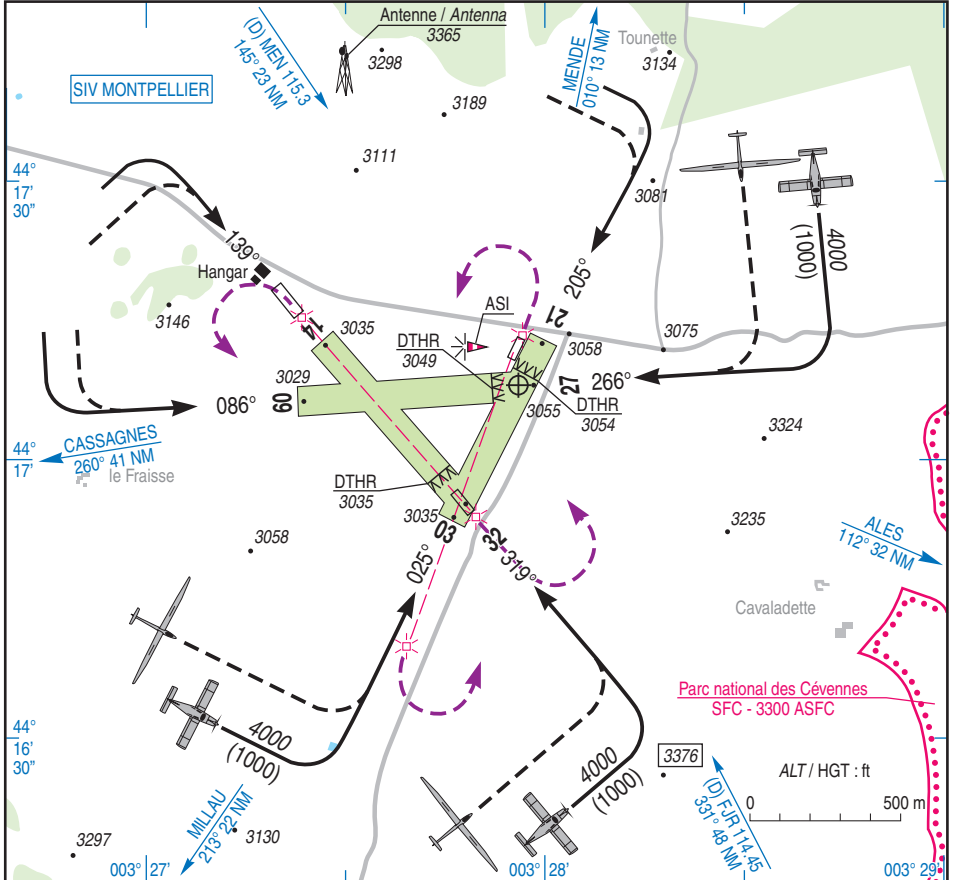 Antenne / Antenna
3365
(D) MEN 115.3
145° 23 NM
3298
MENDE
010° 13 NM
Tounette
3134
SIV MONTPELLIER
3189
3111
44°
17'
30"
3081
4000
(1000)
139°
205°
Hangar
3146
ASI
21
14
3035
DTHR
3049
3058
3075
3029
09
086°
27
266°
3055
DTHR
3054
3324
44°
17'
CASSAGNES
260° 41 NM
le Fraisse
DTHR
3035
3035
03
32
319°
3235
ALES
112° 32 NM
3058
025°
Cavaladette
Parc national des Cévennes
SFC - 3300 ASFC
4000
(1000)
44°
16'
30"
4000
(1000)
3376
ALT / HGT : ft
0
500 m
(D) FJR 114.45
331° 48 NM
MILLAU
213° 22 NM
3130
3297
003° 27'
003° 28'
003° 29'